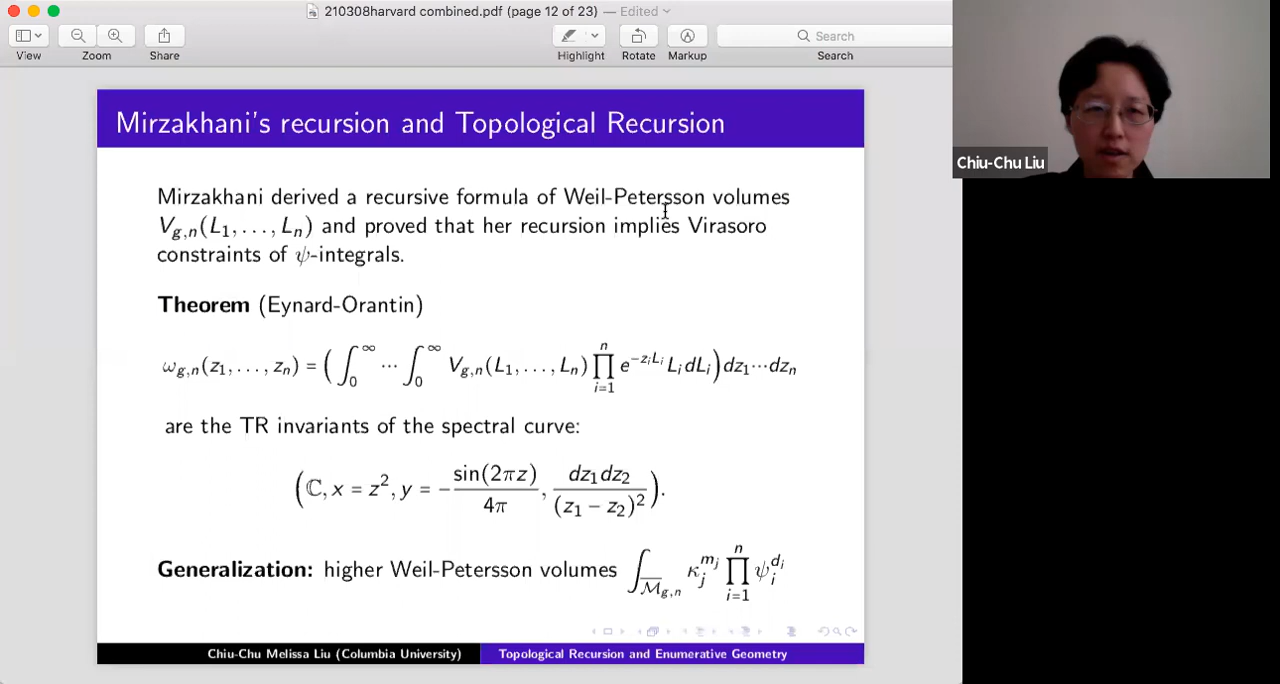 210308harvard combined.pdf (page 12 of 23) — Edited
View Zoom Share Highlight Rotate Markup Search
Search
Chiu-Chu Liu
Mirzakhani's recursion and Topological Recursion
Mirzakhani derived a recursive formula of Weil-Petersson volumes
V_{g,n}(L_1, ..., L_n) and proved that her recursion implies Virasoro
constraints of ψ-integrals.
Theorem (Eynard-Orantin)
ω_{g,n}(z_1, ..., z_n) = (∫_0^∞ ··· ∫_0^∞ V_{g,n}(L_1, ..., L_n) ∏_{i=1}^n e^{-z_i L_i} L_i dL_i) dz_1 ··· dz_n
are the TR invariants of the spectral curve:
(ℂ, x = z^2, y = -sin(2πz)/4π, dz_1 dz_2/(z_1 - z_2)^2).
Generalization: higher Weil-Petersson volumes ∫_{\overline{M}_{g,n}} κ_j^{m_j} ∏_{i=1}^n ψ_i^{d_i}
Chiu-Chu Melissa Liu (Columbia University) Topological Recursion and Enumerative Geometry